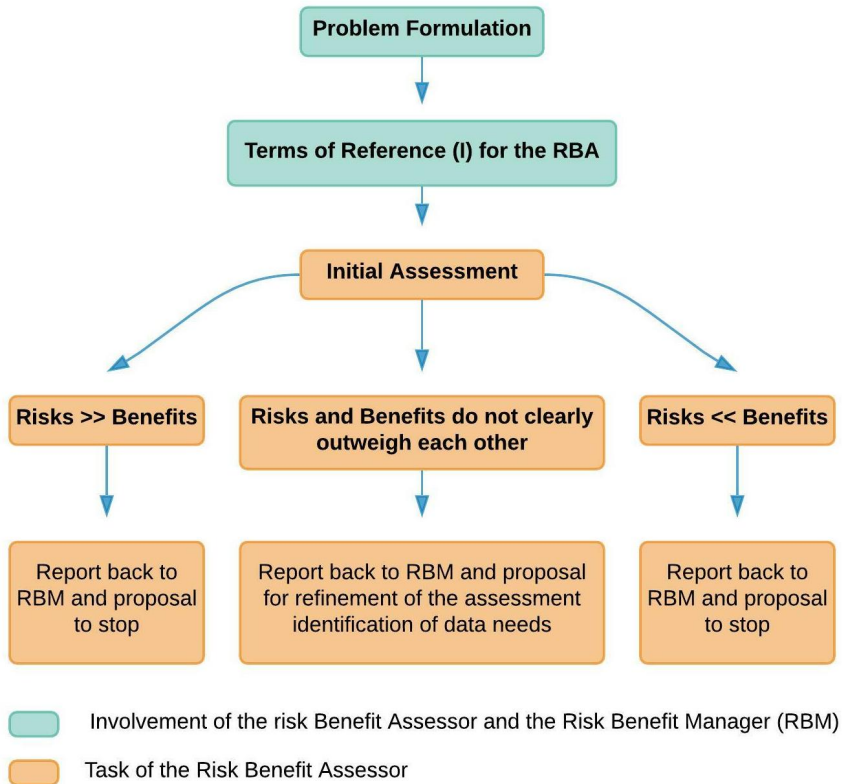 Problem Formulation
Terms of Reference (I) for the RBA
Initial Assessment
Risks >> Benefits
Risks and Benefits do not clearly
outweigh each other
Risks << Benefits
Report back to
RBM and proposal
to stop
Report back to RBM and proposal
for refinement of the assessment
identification of data needs
Report back to
RBM and proposal
to stop
Involvement of the risk Benefit Assessor and the Risk Benefit Manager (RBM)
Task of the Risk Benefit Assessor